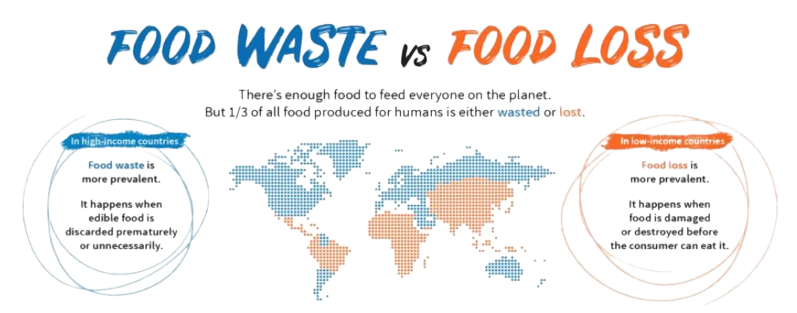 FOOD WASTE vs FOOD LOSS
There's enough food to feed everyone on the planet.
But 1/3 of all food produced for humans is either wasted or lost.
In high-income countries
Food waste is
more prevalent.
It happens when
edible food is
discarded prematurely
or unnecessarily.
In low-income countries
Food loss is
more prevalent.
It happens when
food is damaged
or destroyed before
the consumer can eat it.